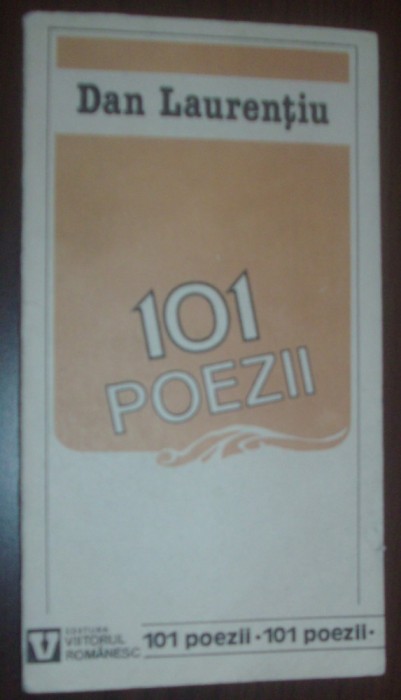 Dan Laurențiu
101
POEZII
EDITURA
VIITORUL
ROMÂNESC
101 poezii • 101 poezii •